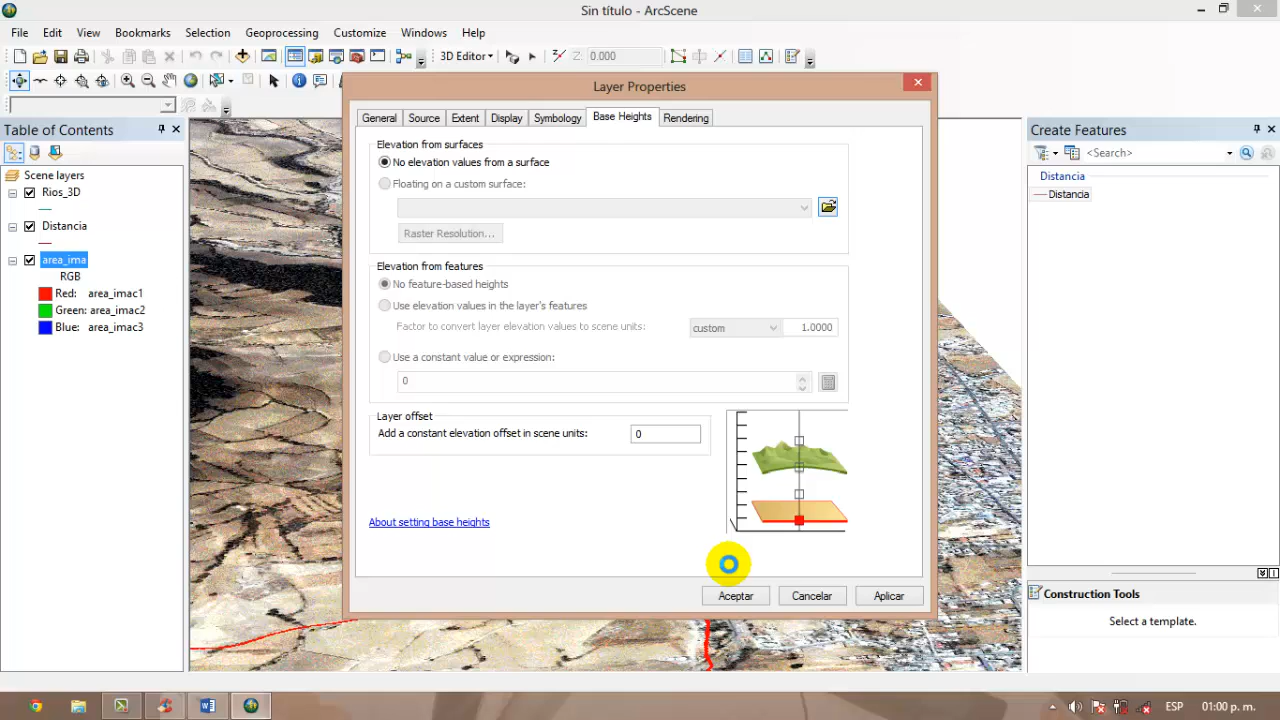 Sin título - ArcScene
File Edit View Bookmarks Selection Geoprocessing Customize Windows Help
3D Editor Z: 0.000
Layer Properties
Table of Contents
Scene layers
Rios_3D
Distancia
area_ima
RGB
Red: area_imac1
Green: area_imac2
Blue: area_imac3
General Source Extent Display Symbology Base Heights Rendering
Elevation from surfaces
No elevation values from a surface
Floating on a custom surface:
Raster Resolution...
Elevation from features
No feature-based heights
Use elevation values in the layer's features
Factor to convert layer elevation values to scene units: custom 1.0000
Use a constant value or expression:
0
Layer offset
Add a constant elevation offset in scene units: 0
About setting base heights
Aceptar Cancelar Aplicar
Create Features
<Search>
Distancia
Distancia
Construction Tools
Select a template.
ESP 01:00 p. m.